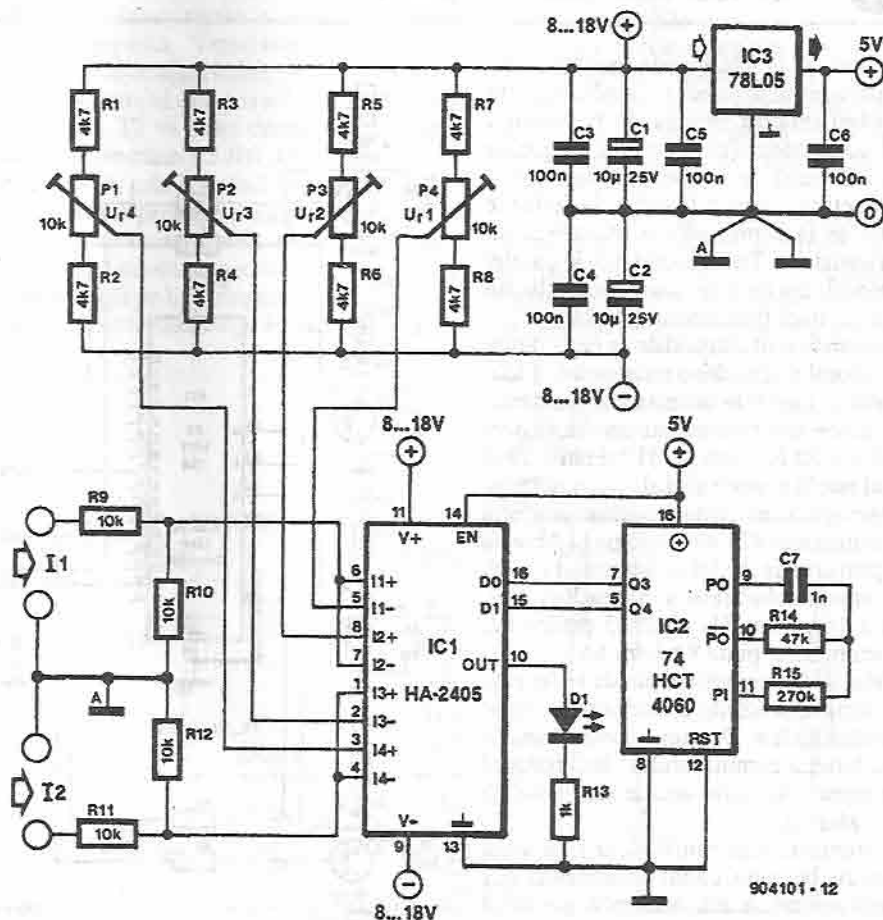 8...18V
5V
IC3
78L05
R1
4k7
R3
4k7
R5
4k7
R7
4k7
C3
100n
C1
10µ 25V
C5
100n
C6
100n
0
P1
10k
Ur4
P2
10k
Ur3
P3
10k
Ur2
P4
10k
Ur1
A
R2
4k7
R4
4k7
R6
4k7
R8
4k7
C4
100n
C2
10µ 25V
8...18V
8...18V
5V
R9
10k
I1
R10
10k
A
R12
10k
I2
R11
10k
11
V+
14
EN
6 I1+
5 I1-
8 I2+
7 I2-
1 I3+
2 I3-
3 I4+
4 I4-
IC1
HA-2405
D0 16
D1 15
OUT 10
V-
9
13
8...18V
D1
R13
1k
16
7 Q3
5 Q4
IC2
74
HCT
4060
PO 9
PO 10
PI 11
RST
8
12
C7
1n
R14
47k
R15
270k
904101 - 12